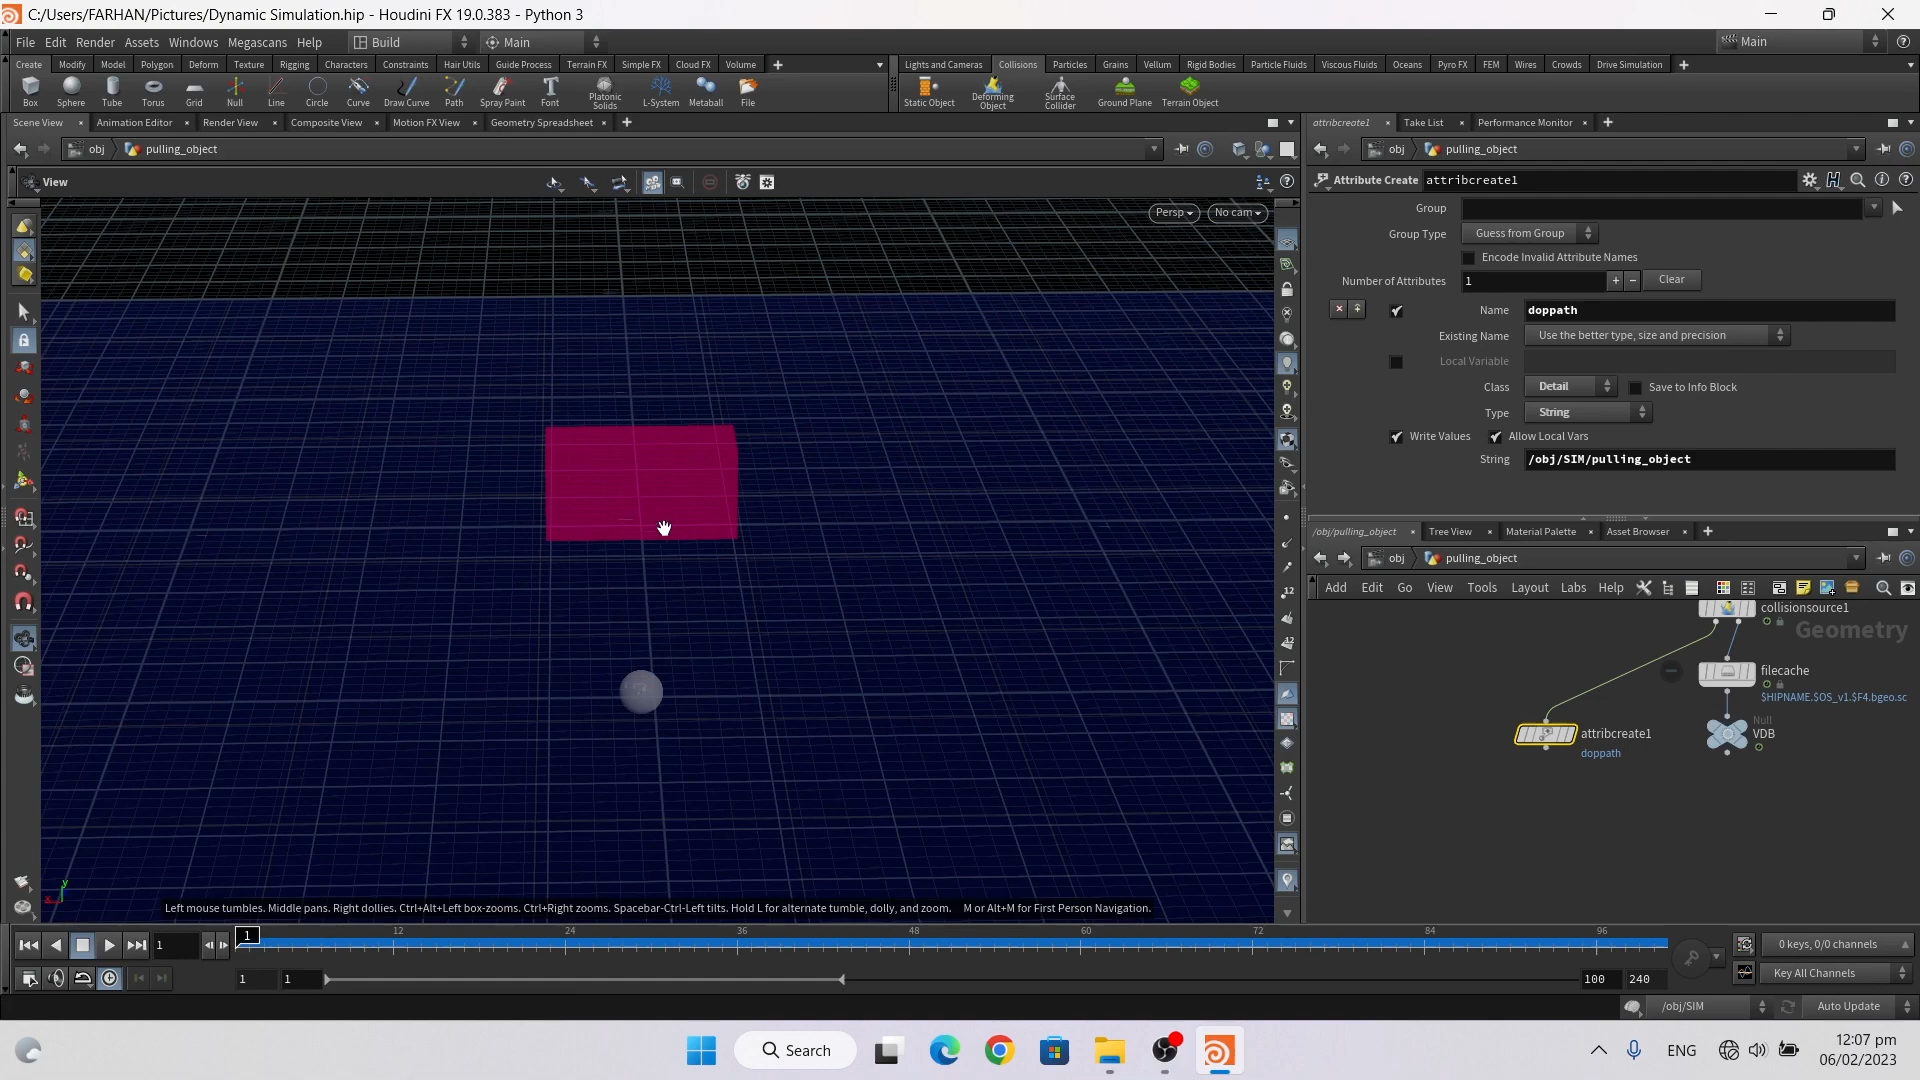 C:/Users/FARHAN/Pictures/Dynamic Simulation.hip - Houdini FX 19.0.383 - Python 3
File Edit Render Assets Windows Megascans Help Build Main Main
Create Modify Model Polygon Deform Texture Rigging Characters Constraints Hair Utils Guide Process Terrain FX Simple FX Cloud FX Volume
Lights and Cameras Collisions Particles Grains Vellum Rigid Bodies Particle Fluids Viscous Fluids Oceans Pyro FX FEM Wires Crowds Drive Simulation
Box Sphere Tube Torus Grid Null Line Circle Curve Draw Curve Path Spray Paint Font Platonic Solids L-System Metaball File
Static Object Deforming Object Surface Collider Ground Plane Terrain Object
Scene View Animation Editor Render View Composite View Motion FX View Geometry Spreadsheet
attribcreate1 Take List Performance Monitor
obj pulling_object
obj pulling_object
View
Attribute Create attribcreate1
Persp No cam
Group
Group Type Guess from Group
Encode Invalid Attribute Names
Number of Attributes 1 Clear
Name doppath
Existing Name Use the better type, size and precision
Local Variable
Class Detail Save to Info Block
Type String
Write Values Allow Local Vars
String /obj/SIM/pulling_object
/obj/pulling_object Tree View Material Palette Asset Browser
obj pulling_object
Add Edit Go View Tools Layout Labs Help
collisionsource1
Geometry
filecache
$HIPNAME.$OS_v1.$F4.bgeo.sc
Null
VDB
attribcreate1
doppath
Left mouse tumbles. Middle pans. Right dollies. Ctrl+Alt+Left box-zooms. Ctrl+Right zooms. Spacebar-Ctrl-Left tilts. Hold L for alternate tumble, dolly, and zoom. M or Alt+M for First Person Navigation.
x y
1 1 12 24 36 48 60 72 84 96
0 keys, 0/0 channels
1 1 100 240
Key All Channels
/obj/SIM Auto Update
Search
ENG
12:07 pm
06/02/2023